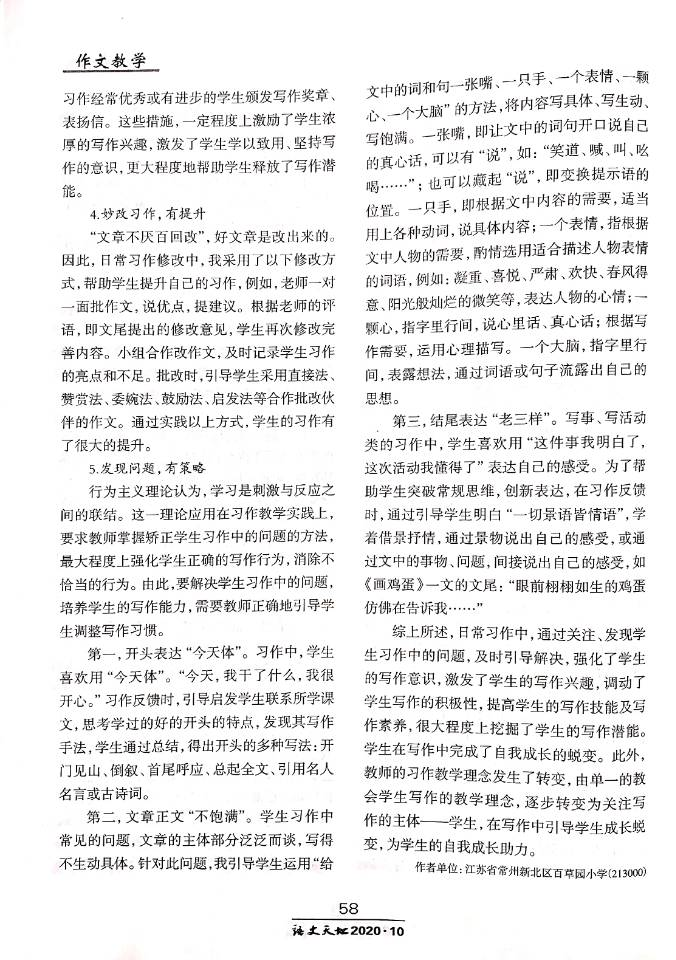 作文教学
习作经常优秀或有进步的学生颁发写作奖章、
表扬信。这些措施,一定程度上激励了学生浓
厚的写作兴趣,激发了学生学以致用、坚持写
作的意识,更大程度地帮助学生释放了写作潜
能。
4.妙改习作,有提升
“文章不厌百回改”,好文章是改出来的。
因此,日常习作修改中,我采用了以下修改方
式,帮助学生提升自己的习作,例如,老师一对
一面批作文,说优点,提建议。根据老师的评
语,即文尾提出的修改意见,学生再次修改完
善内容。小组合作改作文,及时记录学生习作
的亮点和不足。批改时,引导学生采用直接法、
赞赏法、委婉法、鼓励法、启发法等合作批改伙
伴的作文。通过实践以上方式,学生的习作有
了很大的提升。
5.发现问题,有策略
行为主义理论认为,学习是刺激与反应之
间的联结。这一理论应用在习作教学实践上,
要求教师掌握矫正学生习作中的问题的方法,
最大程度上强化学生正确的写作行为,消除不
恰当的行为。由此,要解决学生习作中的问题,
培养学生的写作能力,需要教师正确地引导学
生调整写作习惯。
第一,开头表达“今天体”。习作中,学生
喜欢用“今天体”。“今天,我干了什么,我很
开心。”习作反馈时,引导启发学生联系所学课
文,思考学过的好的开头的特点,发现其写作
手法,学生通过总结,得出开头的多种写法:开
门见山、倒叙、首尾呼应、总起全文、引用名人
名言或古诗词。
第二,文章正文“不饱满”。学生习作中
常见的问题,文章的主体部分泛泛而谈,写得
不生动具体。针对此问题,我引导学生运用“给
文中的词和句一张嘴、一只手、一个表情、一颗
心、一个大脑”的方法,将内容写具体、写生动、
写饱满。一张嘴,即让文中的词句开口说自己
的真心话,可以有“说”,如:“笑道、喊、叫、吆
喝……”;也可以藏起“说”,即变换提示语的
位置。一只手,即根据文中内容的需要,适当
用上各种动词,说具体内容;一个表情,指根据
文中人物的需要,酌情选用适合描述人物表情
的词语,例如:凝重、喜悦、严肃、欢快、春风得
意、阳光般灿烂的微笑等,表达人物的心情;一
颗心,指字里行间,说心里话、真心话;根据写
作需要,运用心理描写。一个大脑,指字里行
间,表露想法,通过词语或句子流露出自己的
思想。
第三,结尾表达“老三样”。写事、写活动
类的习作中,学生喜欢用“这件事我明白了,
这次活动我懂得了”表达自己的感受。为了帮
助学生突破常规思维,创新表达,在习作反馈
时,通过引导学生明白“一切景语皆情语”,学
着借景抒情,通过景物说出自己的感受,或通
过文中的事物、问题,间接说出自己的感受,如
《画鸡蛋》一文的文尾:“眼前栩栩如生的鸡蛋
仿佛在告诉我……”
综上所述,日常习作中,通过关注、发现学
生习作中的问题,及时引导解决,强化了学生
的写作意识,激发了学生的写作兴趣,调动了
学生写作的积极性,提高学生的写作技能及写
作素养,很大程度上挖掘了学生的写作潜能。
学生在写作中完成了自我成长的蜕变。此外,
教师的习作教学理念发生了转变,由单一的教
会学生写作的教学理念,逐步转变为关注写
作的主体——学生,在写作中引导学生成长蜕
变,为学生的自我成长助力。
作者单位:江苏省常州新北区百草园小学(213000)
58
语文天地2020·10